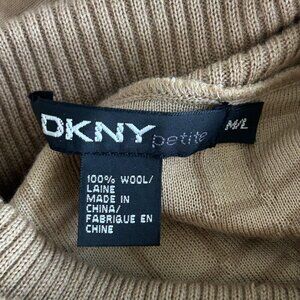 DKNY petite M/L
100% WOOL/
LAINE
MADE IN
CHINA/
FABRIQUE EN
CHINE